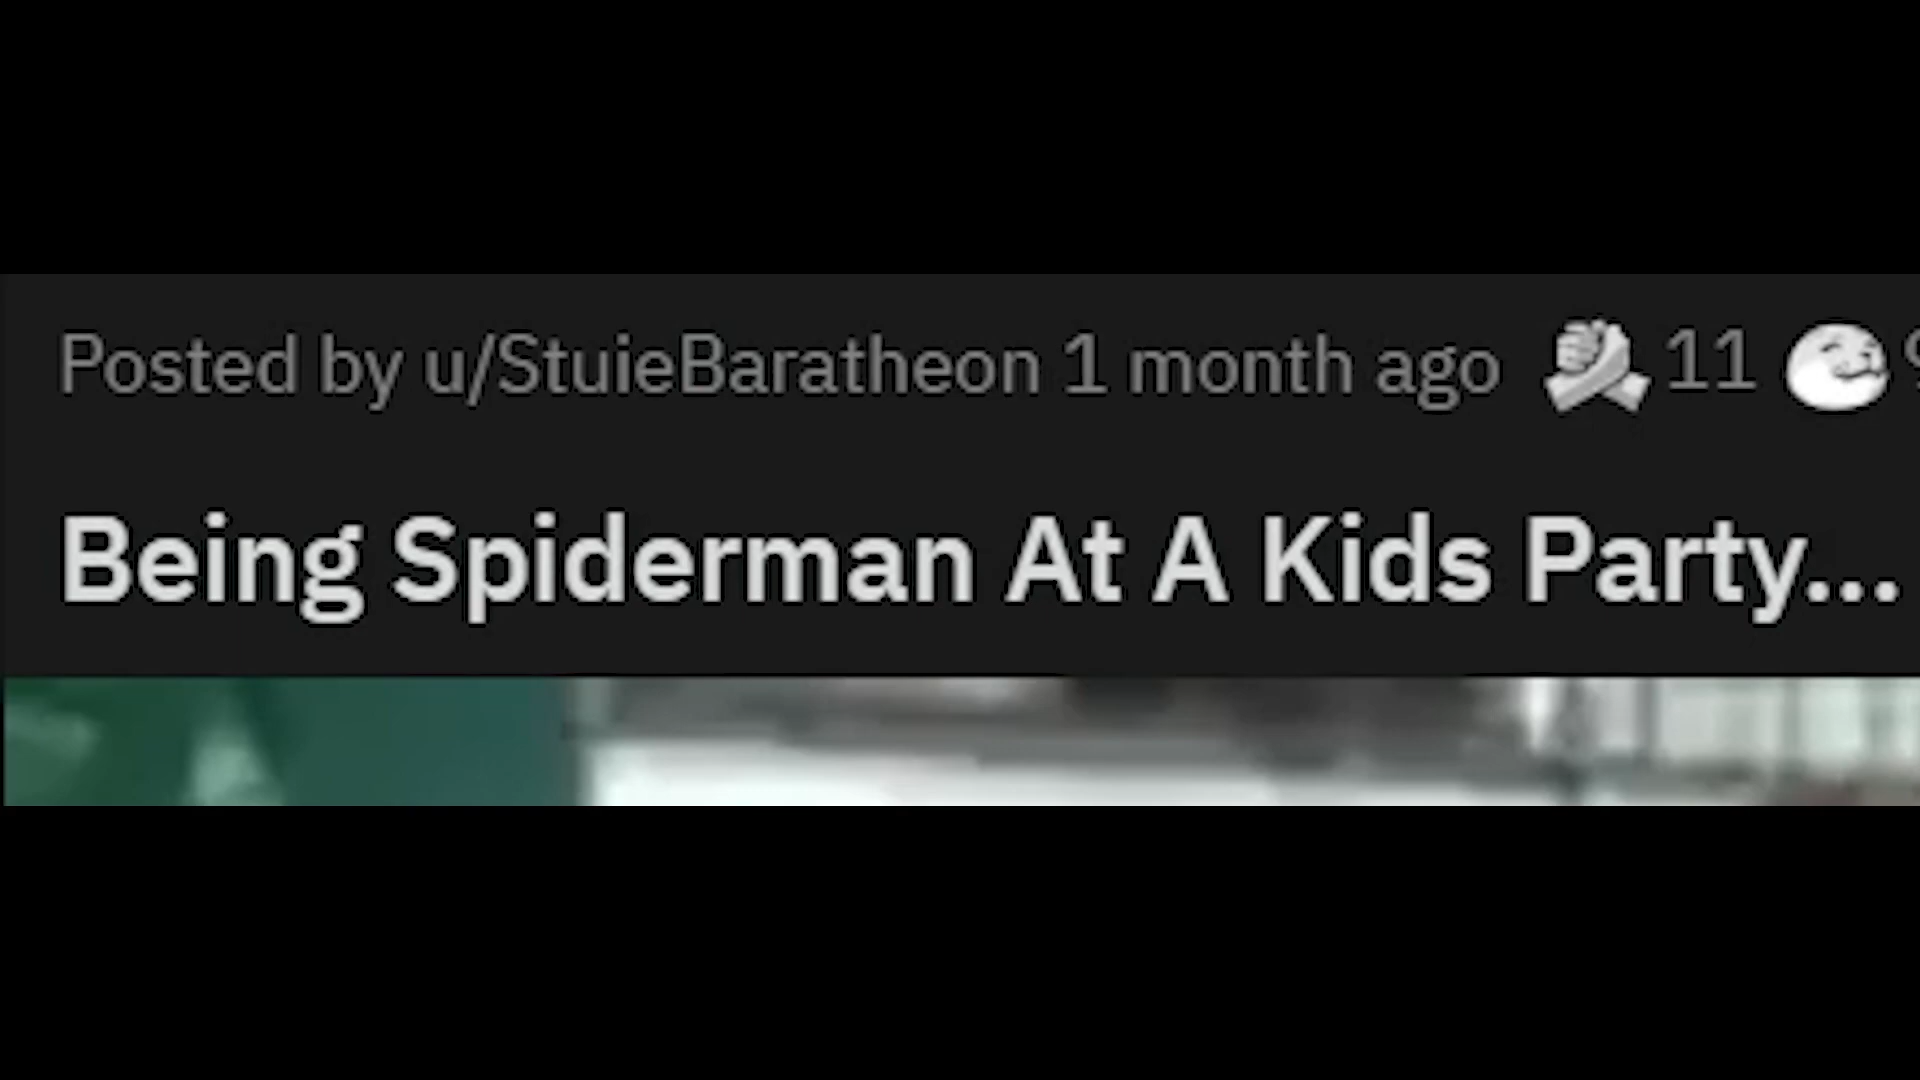 Posted by u/StuieBaratheon 1 month ago 11
Being Spiderman At A Kids Party...